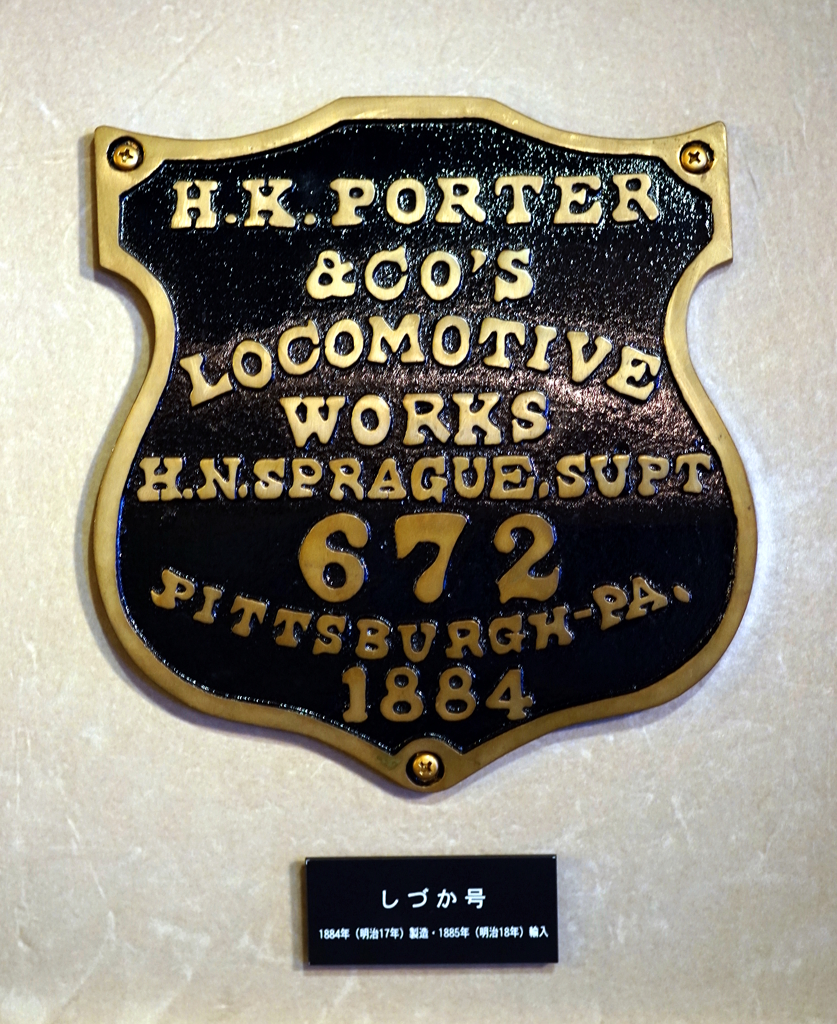 H.K.PORTER
&CO'S
LOCOMOTIVE
WORKS
H.N.SPRAGUE.SUPT
672
PITTSBURGH-PA.
1884
しづか号
1884年(明治17年)製造・1885年(明治18年)輸入